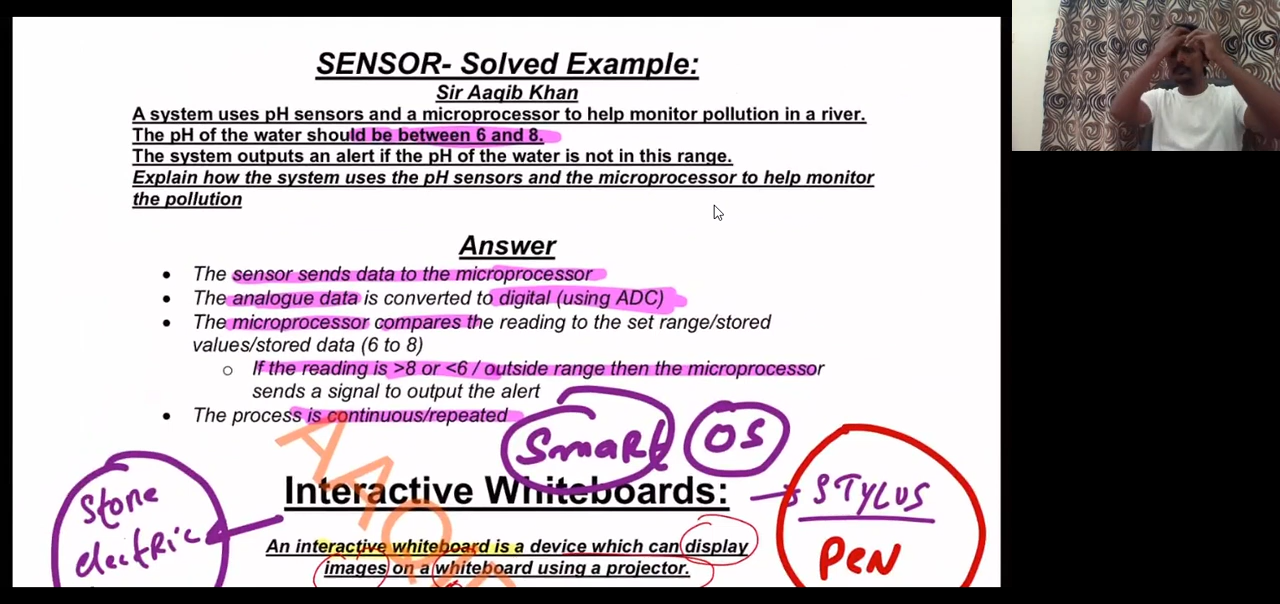 SENSOR- Solved Example:
Sir Aaqib Khan
A system uses pH sensors and a microprocessor to help monitor pollution in a river.
The pH of the water should be between 6 and 8.
The system outputs an alert if the pH of the water is not in this range.
Explain how the system uses the pH sensors and the microprocessor to help monitor
the pollution
Answer
• The sensor sends data to the microprocessor
• The analogue data is converted to digital (using ADC)
• The microprocessor compares the reading to the set range/stored
values/stored data (6 to 8)
o If the reading is >8 or <6 / outside range then the microprocessor
sends a signal to output the alert
• The process is continuous/repeated
SmaRt
OS
Interactive Whiteboards:
STYLUS
PeN
An interactive whiteboard is a device which can display
images on a whiteboard using a projector.